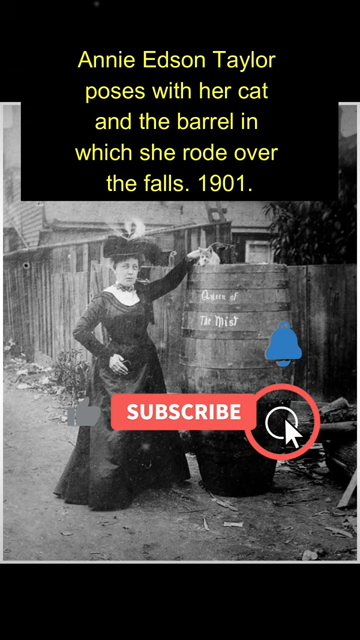 Annie Edson Taylor
poses with her cat
and the barrel in
which she rode over
the falls. 1901.
Queen of
The Mist
SUBSCRIBE